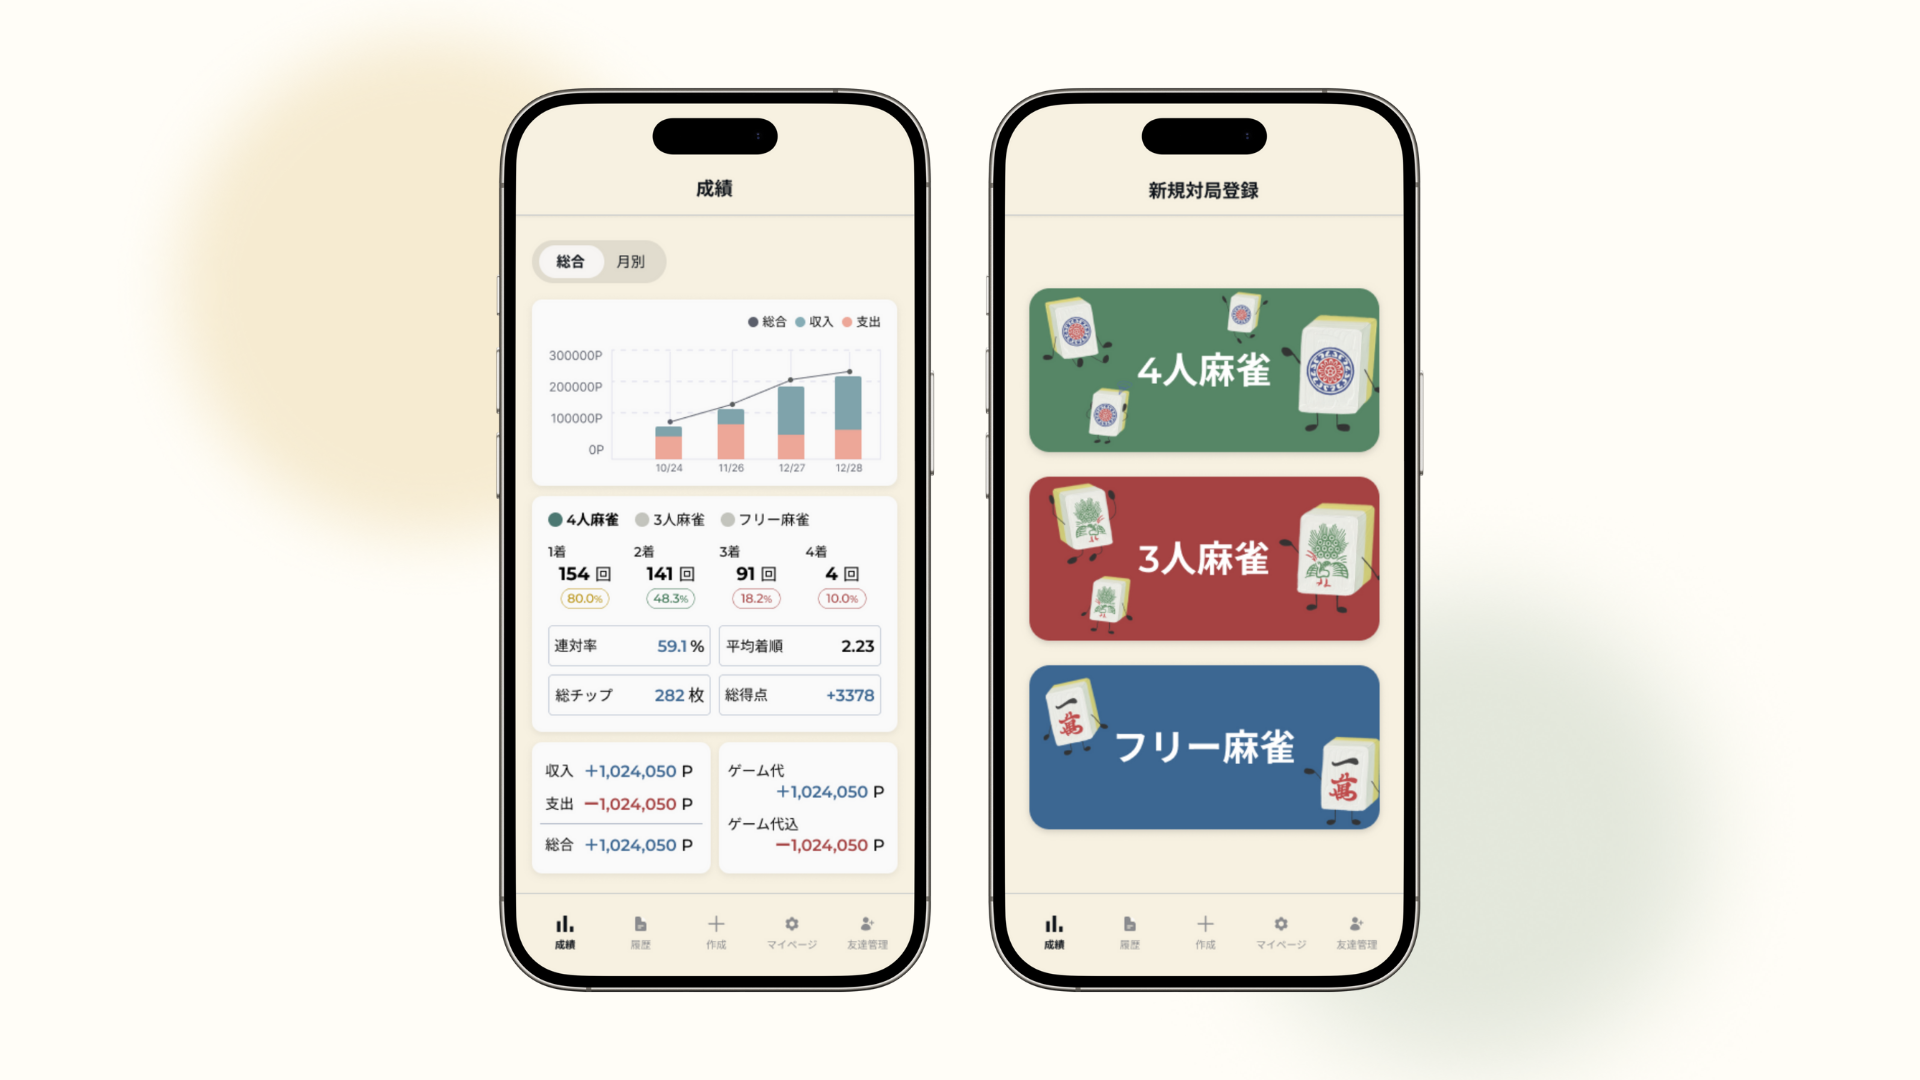 成績
総合 月別
総合 収入 支出
300000P
200000P
100000P
0P
10/24 11/26 12/27 12/28
4人麻雀 3人麻雀 フリー麻雀
1着 2着 3着 4着
154 回 141 回 91 回 4 回
80.0% 48.3% 18.2% 10.0%
連対率 59.1 % 平均着順 2.23
総チップ 282 枚 総得点 +3378
収入 +1,024,050 P
支出 −1,024,050 P
総合 +1,024,050 P
ゲーム代
+1,024,050 P
ゲーム代込
−1,024,050 P
成績 履歴 作成 マイページ 友達管理
新規対局登録
4人麻雀
3人麻雀
フリー麻雀
一萬
一萬
成績 履歴 作成 マイページ 友達管理